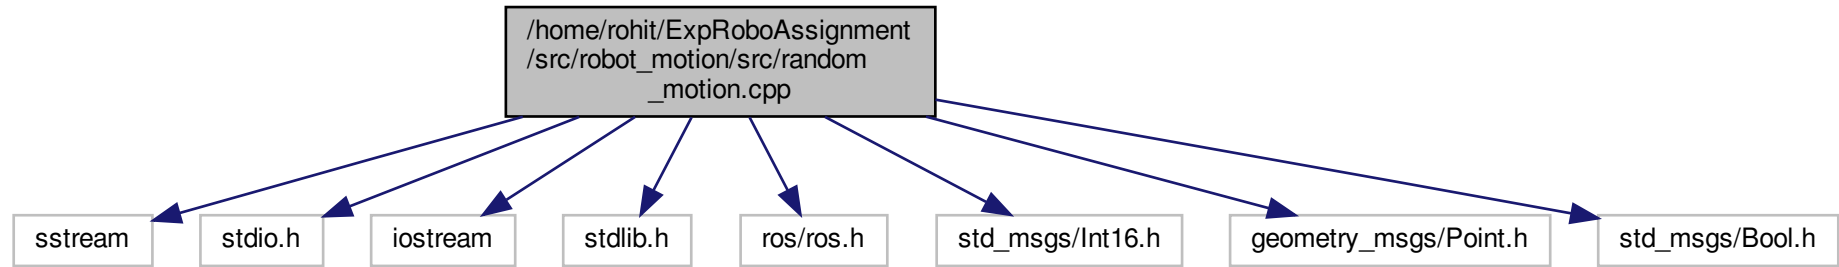 /home/rohit/ExpRoboAssignment
/src/robot_motion/src/random
_motion.cpp
sstream
stdio.h
iostream
stdlib.h
ros/ros.h
std_msgs/Int16.h
geometry_msgs/Point.h
std_msgs/Bool.h